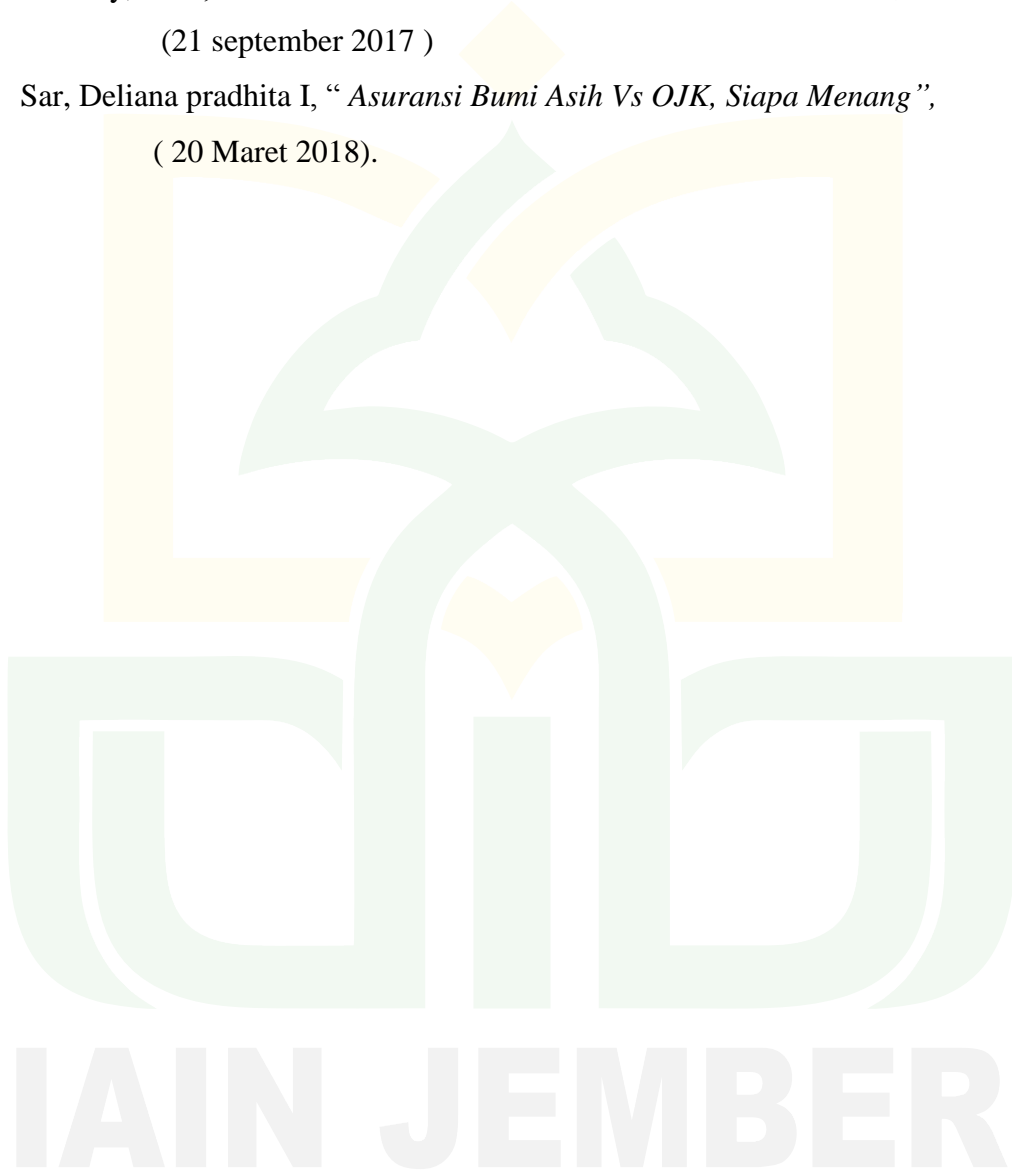 (21 september 2017 )
Sar, Deliana pradhita I, “ Asuransi Bumi Asih Vs OJK, Siapa Menang”,
( 20 Maret 2018).
IAIN JEMBER